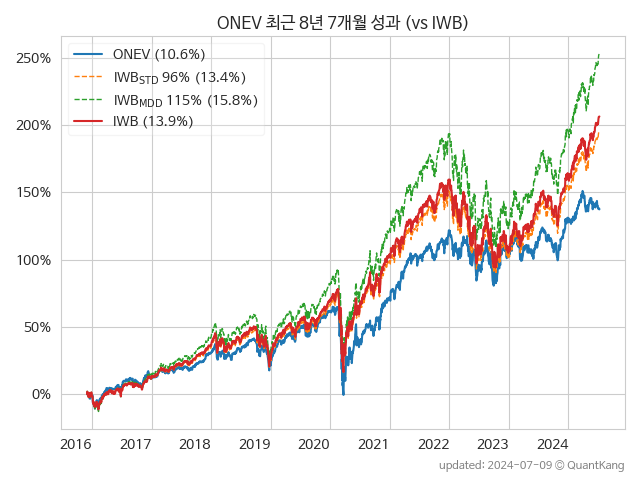 ONEV 최근 8년 7개월 성과 (vs IWB)
ONEV (10.6%)
IWBSTD 96% (13.4%)
IWBMDD 115% (15.8%)
IWB (13.9%)
250%
200%
150%
100%
50%
0%
2016 2017 2018 2019 2020 2021 2022 2023 2024
updated: 2024-07-09 © QuantKang